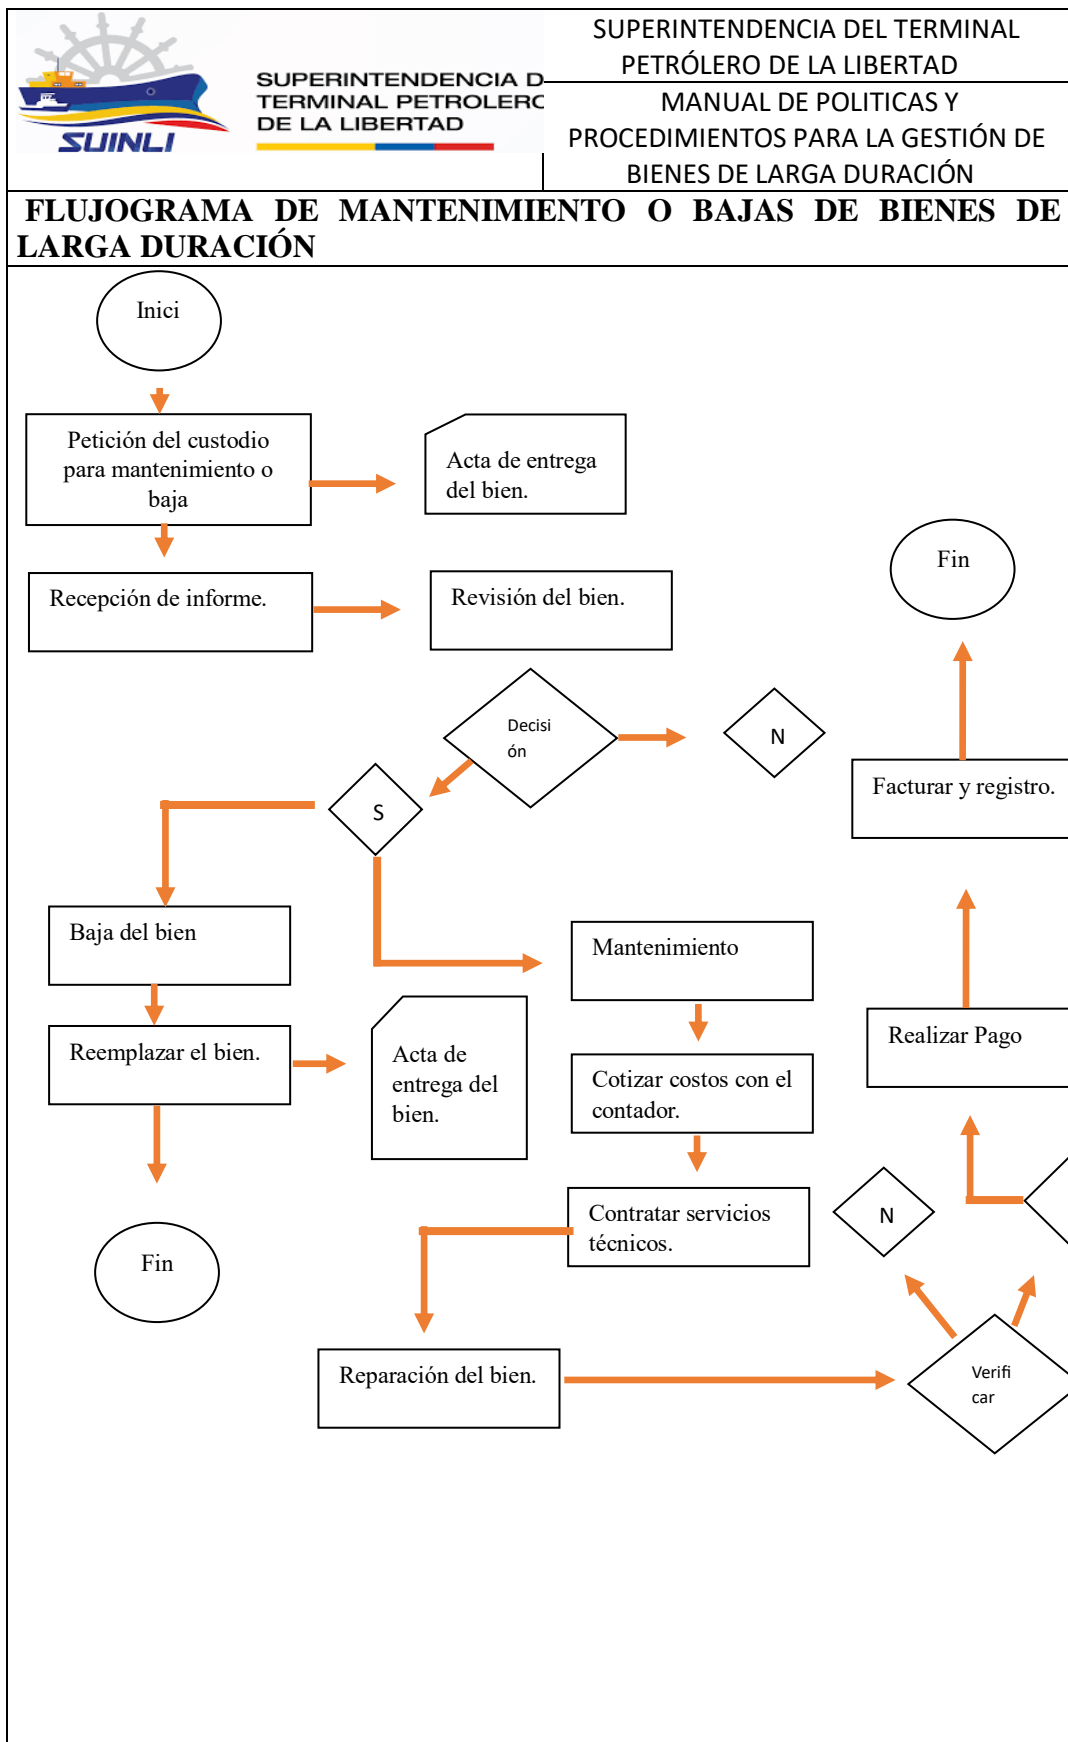 SUINLI
SUPERINTENDENCIA D
TERMINAL PETROLERO
DE LA LIBERTAD
SUPERINTENDENCIA DEL TERMINAL
PETRÓLERO DE LA LIBERTAD
MANUAL DE POLITICAS Y
PROCEDIMIENTOS PARA LA GESTIÓN DE
BIENES DE LARGA DURACIÓN
FLUJOGRAMA DE MANTENIMIENTO O BAJAS DE BIENES DE
LARGA DURACIÓN
Inici
Petición del custodio
para mantenimiento o
baja
Acta de entrega
del bien.
Fin
Recepción de informe.
Revisión del bien.
Decisi
ón
N
S
Facturar y registro.
Baja del bien
Mantenimiento
Reemplazar el bien.
Acta de
entrega del
bien.
Cotizar costos con el
contador.
Realizar Pago
Contratar servicios
técnicos.
N
Fin
Reparación del bien.
Verifi
car